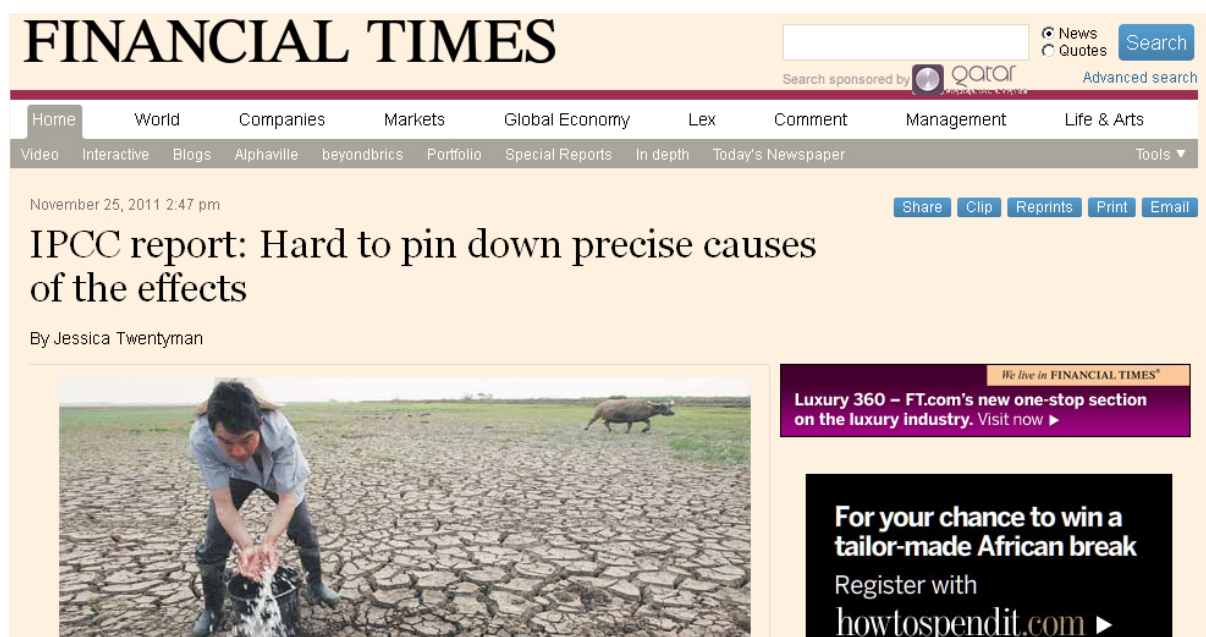 FINANCIAL TIMES
News
Quotes
Search
Search sponsored by qatar
Advanced search
Home World Companies Markets Global Economy Lex Comment Management Life & Arts
Video Interactive Blogs Alphaville beyondbrics Portfolio Special Reports In depth Today's Newspaper Tools ▼
November 25, 2011 2:47 pm
Share Clip Reprints Print Email
IPCC report: Hard to pin down precise causes
of the effects
By Jessica Twentyman
We live in FINANCIAL TIMES®
Luxury 360 – FT.com's new one-stop section
on the luxury industry. Visit now ►
For your chance to win a
tailor-made African break
Register with
howtospendit.com ►